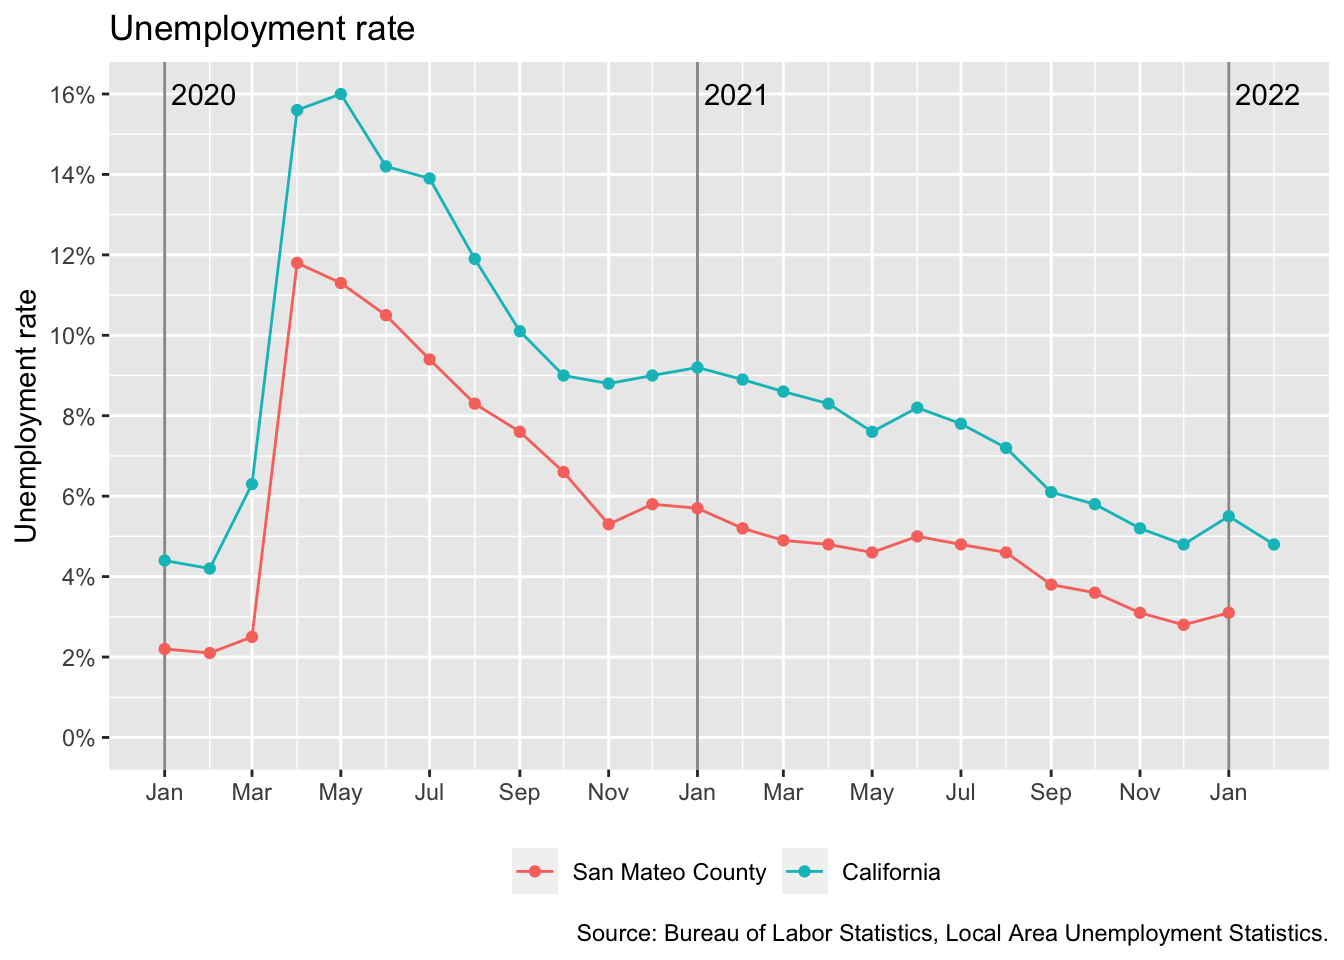 Unemployment rate
2020 2021 2022
16%
14%
12%
10%
8%
6%
4%
2%
0%
Unemployment rate
Jan Mar May Jul Sep Nov Jan Mar May Jul Sep Nov Jan
San Mateo County California
Source: Bureau of Labor Statistics, Local Area Unemployment Statistics.